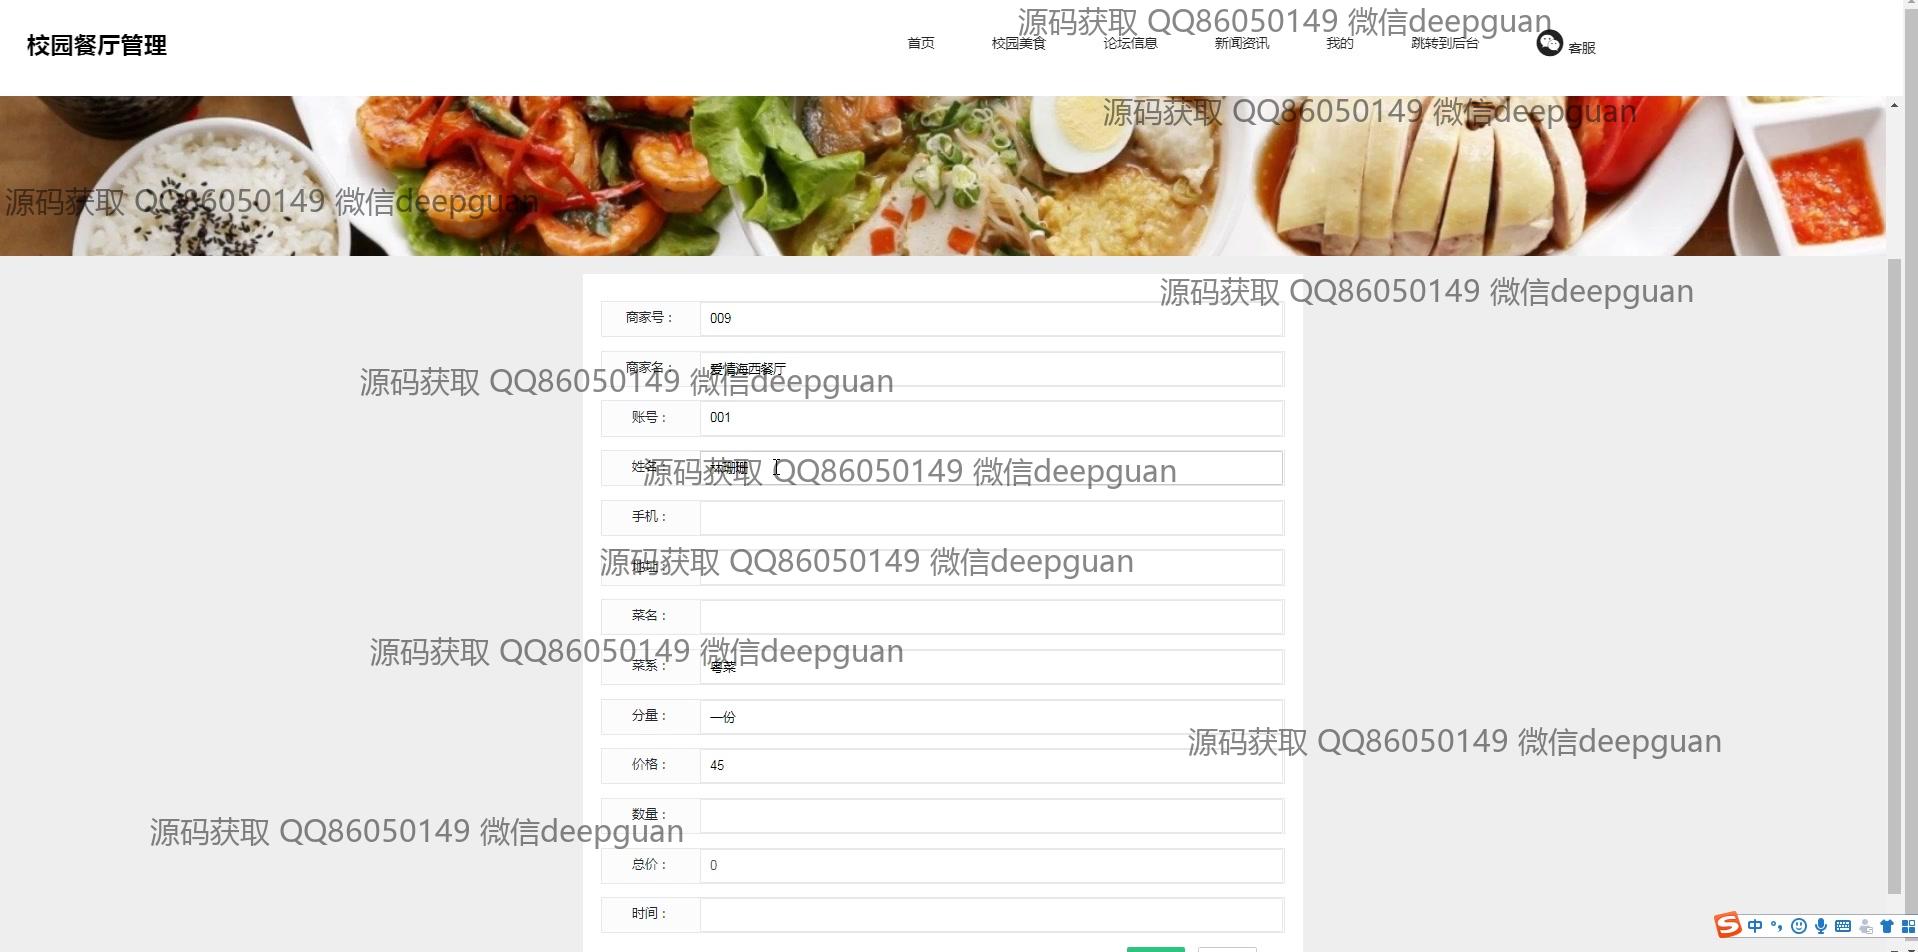 校园餐厅管理
首页
校园美食
论坛信息
新闻资讯
我的
跳转到后台
客服
源码获取 QQ86050149 微信deepguan
源码获取 QQ86050149 微信deepguan
源码获取 QQ86050149 微信deepguan
源码获取 QQ86050149 微信deepguan
商家号： 009
商家名： 爱情海西餐厅
源码获取 QQ86050149 微信deepguan
账号： 001
姓名： 林珊珊
源码获取 QQ86050149 微信deepguan
手机：
地址：
源码获取 QQ86050149 微信deepguan
菜名：
源码获取 QQ86050149 微信deepguan
菜系： 粤菜
分量： 一份
源码获取 QQ86050149 微信deepguan
价格： 45
数量：
源码获取 QQ86050149 微信deepguan
总价： 0
时间：
中